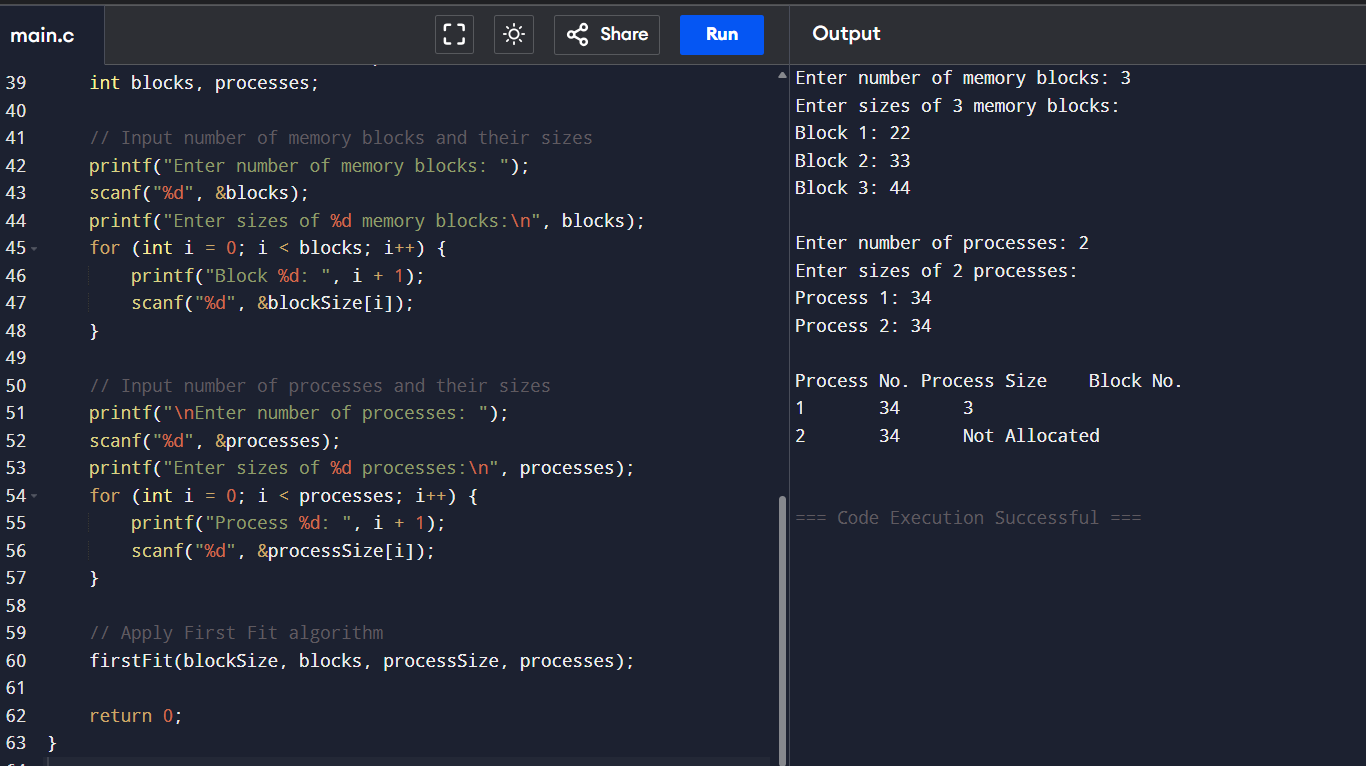 main.c
Share
Run
Output
39 int blocks, processes;
40
41 // Input number of memory blocks and their sizes
42 printf("Enter number of memory blocks: ");
43 scanf("%d", &blocks);
44 printf("Enter sizes of %d memory blocks:\n", blocks);
45 for (int i = 0; i < blocks; i++) {
46 printf("Block %d: ", i + 1);
47 scanf("%d", &blockSize[i]);
48 }
49
50 // Input number of processes and their sizes
51 printf("\nEnter number of processes: ");
52 scanf("%d", &processes);
53 printf("Enter sizes of %d processes:\n", processes);
54 for (int i = 0; i < processes; i++) {
55 printf("Process %d: ", i + 1);
56 scanf("%d", &processSize[i]);
57 }
58
59 // Apply First Fit algorithm
60 firstFit(blockSize, blocks, processSize, processes);
61
62 return 0;
63 }
Enter number of memory blocks: 3
Enter sizes of 3 memory blocks:
Block 1: 22
Block 2: 33
Block 3: 44
Enter number of processes: 2
Enter sizes of 2 processes:
Process 1: 34
Process 2: 34
Process No. Process Size Block No.
1 34 3
2 34 Not Allocated
=== Code Execution Successful ===